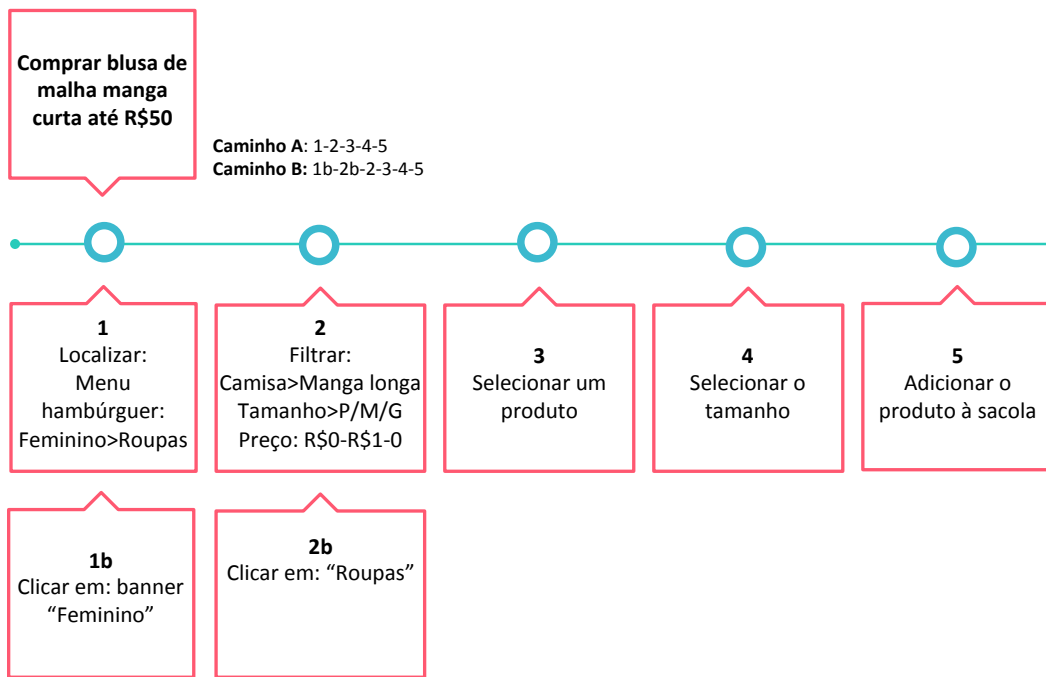 Comprar blusa de
malha manga
curta até R$50
Caminho A: 1-2-3-4-5
Caminho B: 1b-2b-2-3-4-5
1
Localizar:
Menu
hambúrguer:
Feminino>Roupas
2
Filtrar:
Camisa>Manga longa
Tamanho>P/M/G
Preço: R$0-R$1-0
3
Selecionar um
produto
4
Selecionar o
tamanho
5
Adicionar o
produto à sacola
1b
Clicar em: banner
“Feminino”
2b
Clicar em: “Roupas”